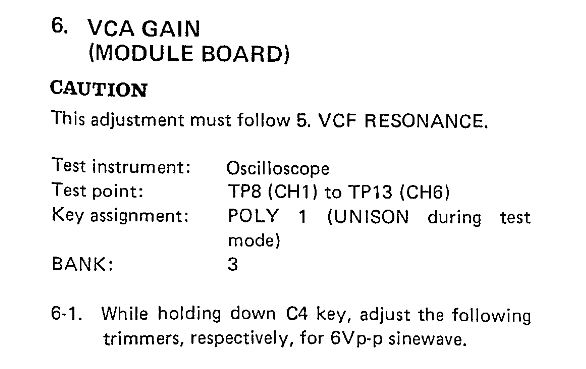 6. VCA GAIN
(MODULE BOARD)
CAUTION
This adjustment must follow 5. VCF RESONANCE.
Test instrument: Oscilloscope
Test point: TP8 (CH1) to TP13 (CH6)
Key assignment: POLY 1 (UNISON during test
mode)
BANK: 3
6-1. While holding down C4 key, adjust the following
trimmers, respectively, for 6Vp-p sinewave.